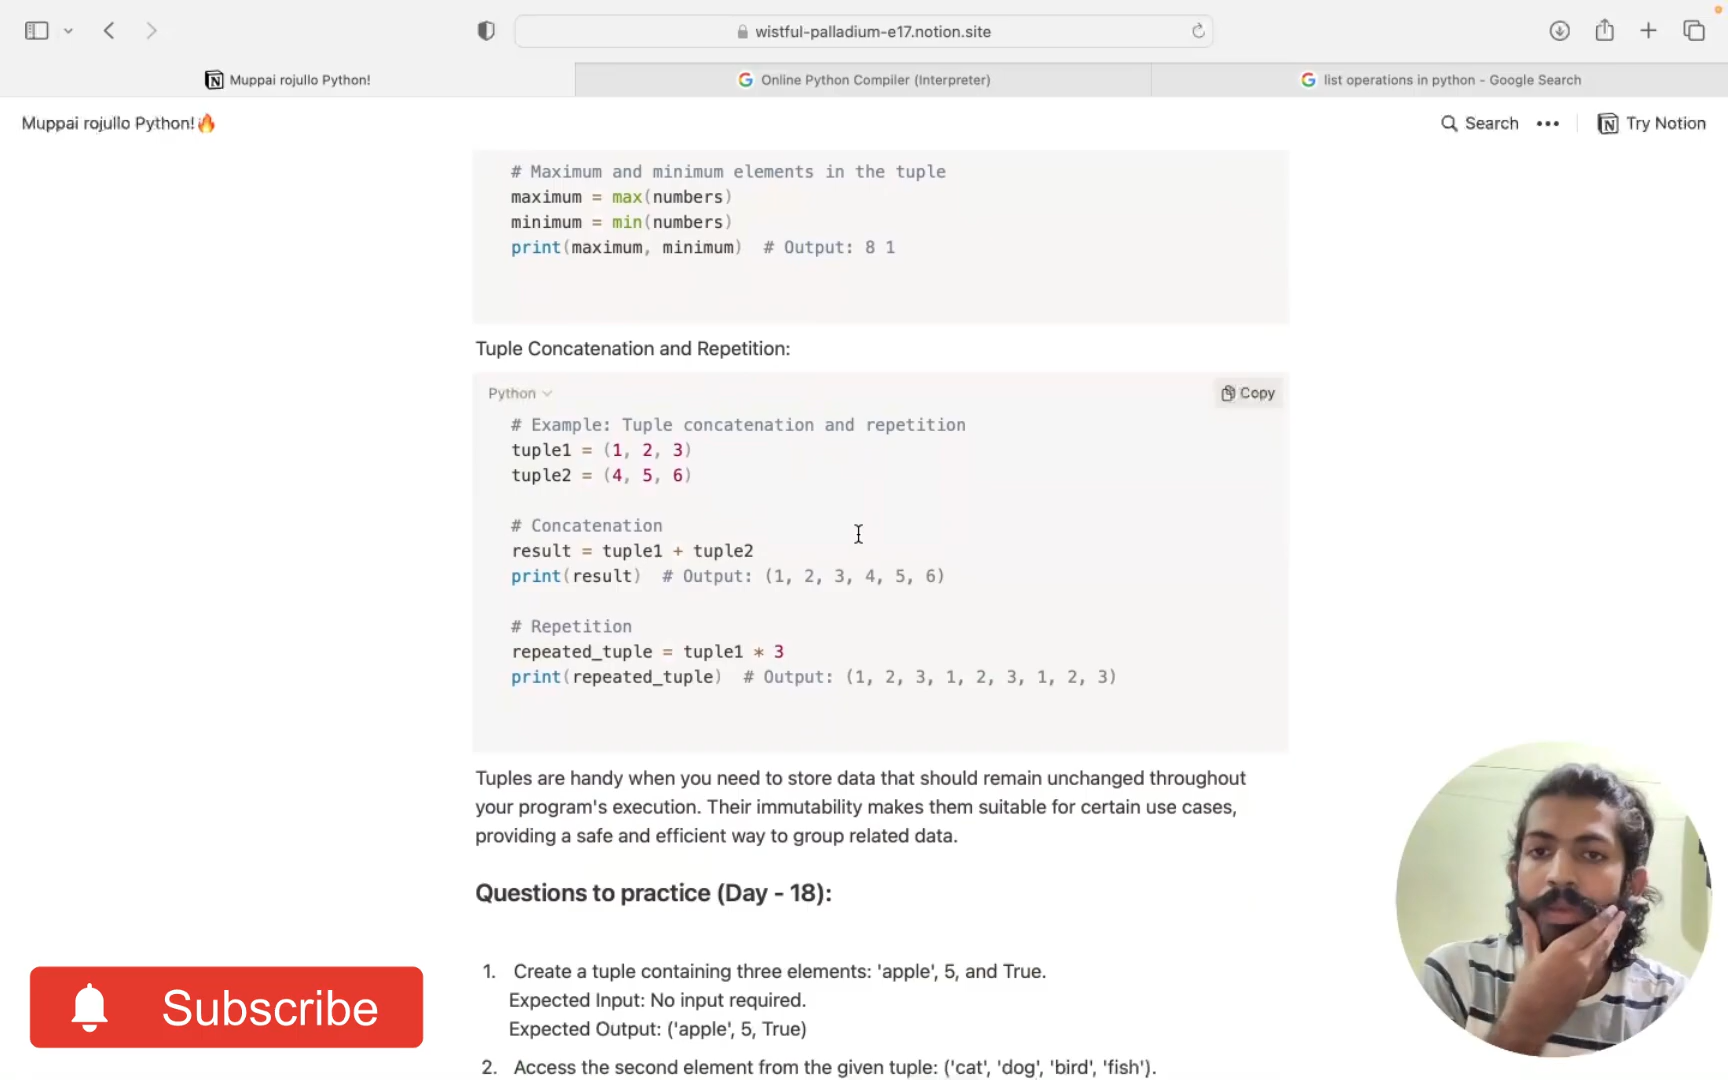 wistful-palladium-e17.notion.site
Muppai rojullo Python!
Online Python Compiler (Interpreter)
list operations in python - Google Search
Muppai rojullo Python!🔥
Search
Try Notion
# Maximum and minimum elements in the tuple
maximum = max(numbers)
minimum = min(numbers)
print(maximum, minimum)  # Output: 8 1
Tuple Concatenation and Repetition:
Python
Copy
# Example: Tuple concatenation and repetition
tuple1 = (1, 2, 3)
tuple2 = (4, 5, 6)
# Concatenation
result = tuple1 + tuple2
print(result)  # Output: (1, 2, 3, 4, 5, 6)
# Repetition
repeated_tuple = tuple1 * 3
print(repeated_tuple)  # Output: (1, 2, 3, 1, 2, 3, 1, 2, 3)
Tuples are handy when you need to store data that should remain unchanged throughout
your program's execution. Their immutability makes them suitable for certain use cases,
providing a safe and efficient way to group related data.
Questions to practice (Day - 18):
1. Create a tuple containing three elements: 'apple', 5, and True.
Expected Input: No input required.
Expected Output: ('apple', 5, True)
2. Access the second element from the given tuple: ('cat', 'dog', 'bird', 'fish').
Subscribe